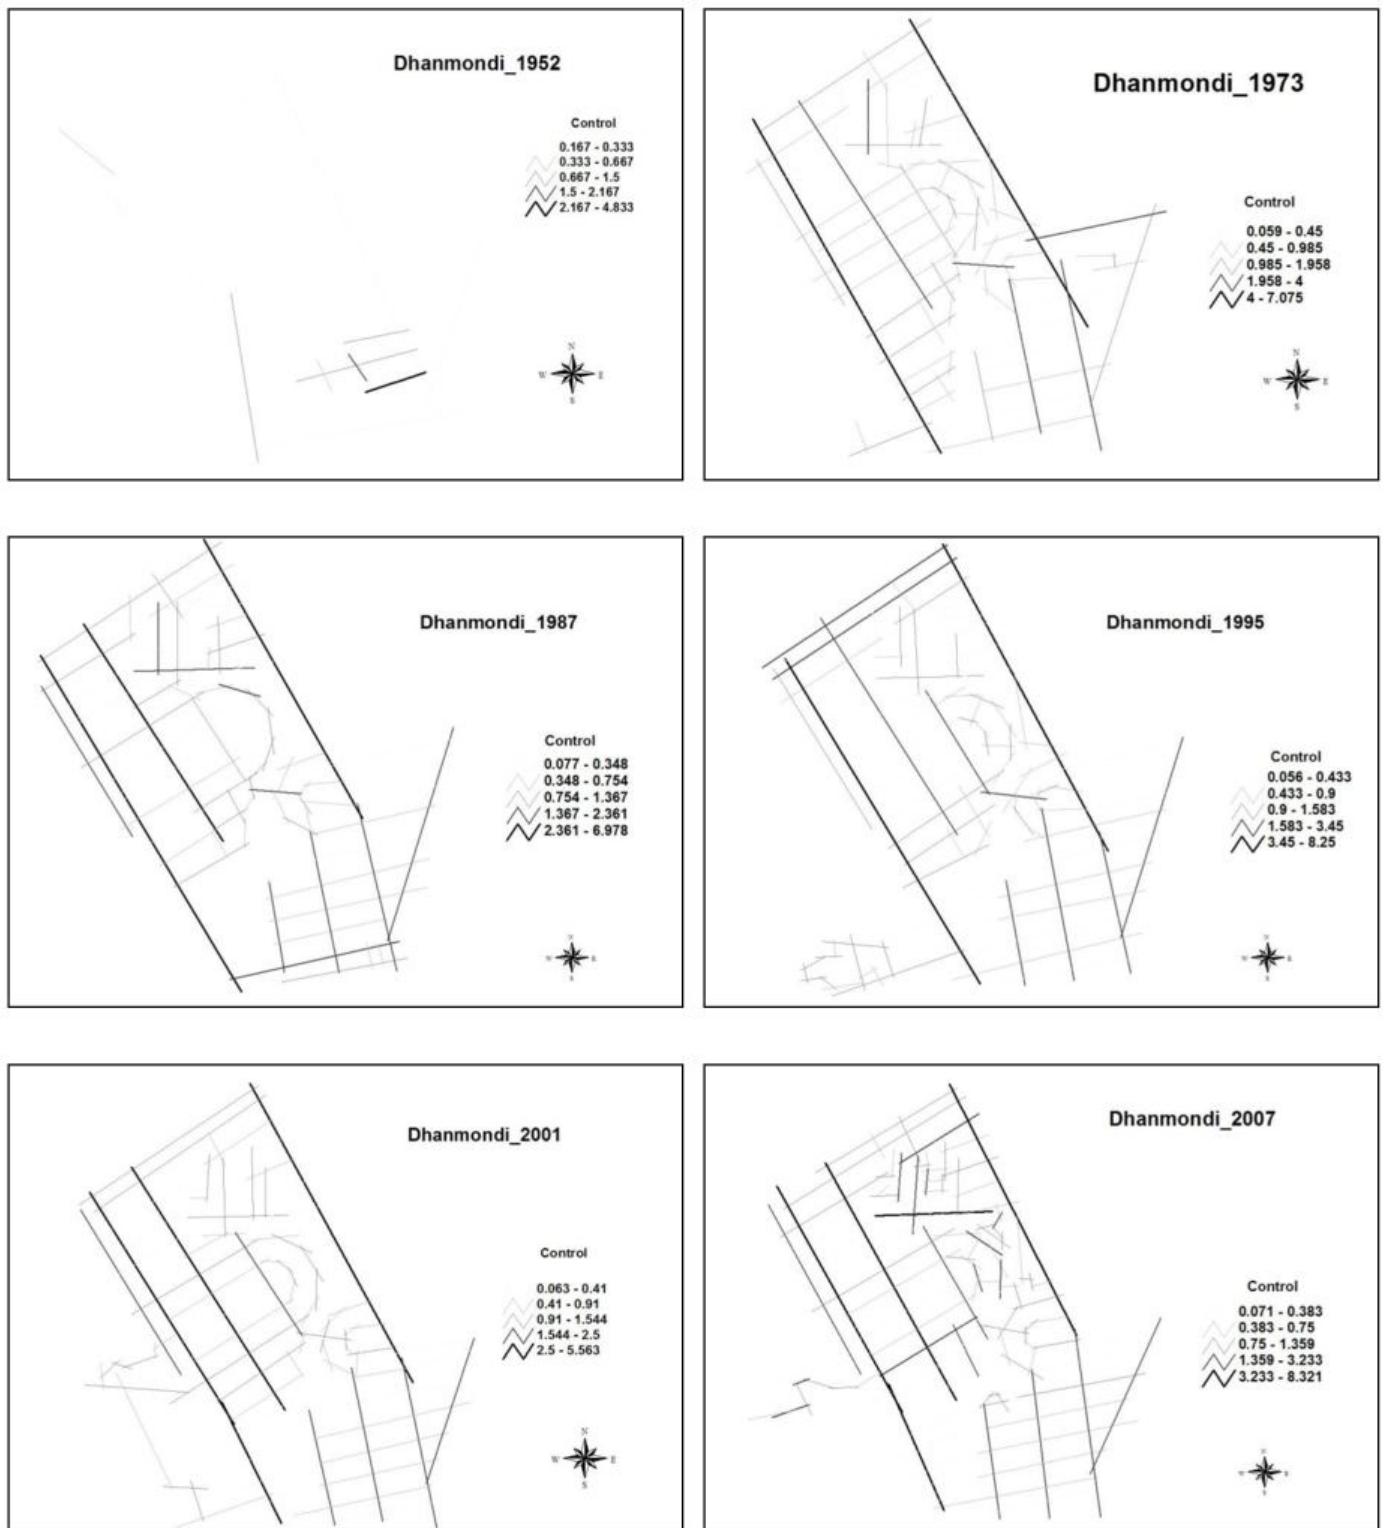 Dhanmondi_1952
Control
0.167 - 0.333
0.333 - 0.667
0.667 - 1.5
1.5 - 2.167
2.167 - 4.833
N
W E
S
Dhanmondi_1973
Control
0.059 - 0.45
0.45 - 0.985
0.985 - 1.958
1.958 - 4
4 - 7.075
N
W E
S
Dhanmondi_1987
Control
0.077 - 0.348
0.348 - 0.754
0.754 - 1.367
1.367 - 2.361
2.361 - 6.978
N
W E
S
Dhanmondi_1995
Control
0.056 - 0.433
0.433 - 0.9
0.9 - 1.583
1.583 - 3.45
3.45 - 8.25
N
W E
S
Dhanmondi_2001
Control
0.063 - 0.41
0.41 - 0.91
0.91 - 1.544
1.544 - 2.5
2.5 - 5.563
N
W E
S
Dhanmondi_2007
Control
0.071 - 0.383
0.383 - 0.75
0.75 - 1.359
1.359 - 3.233
3.233 - 8.321
N
W E
S